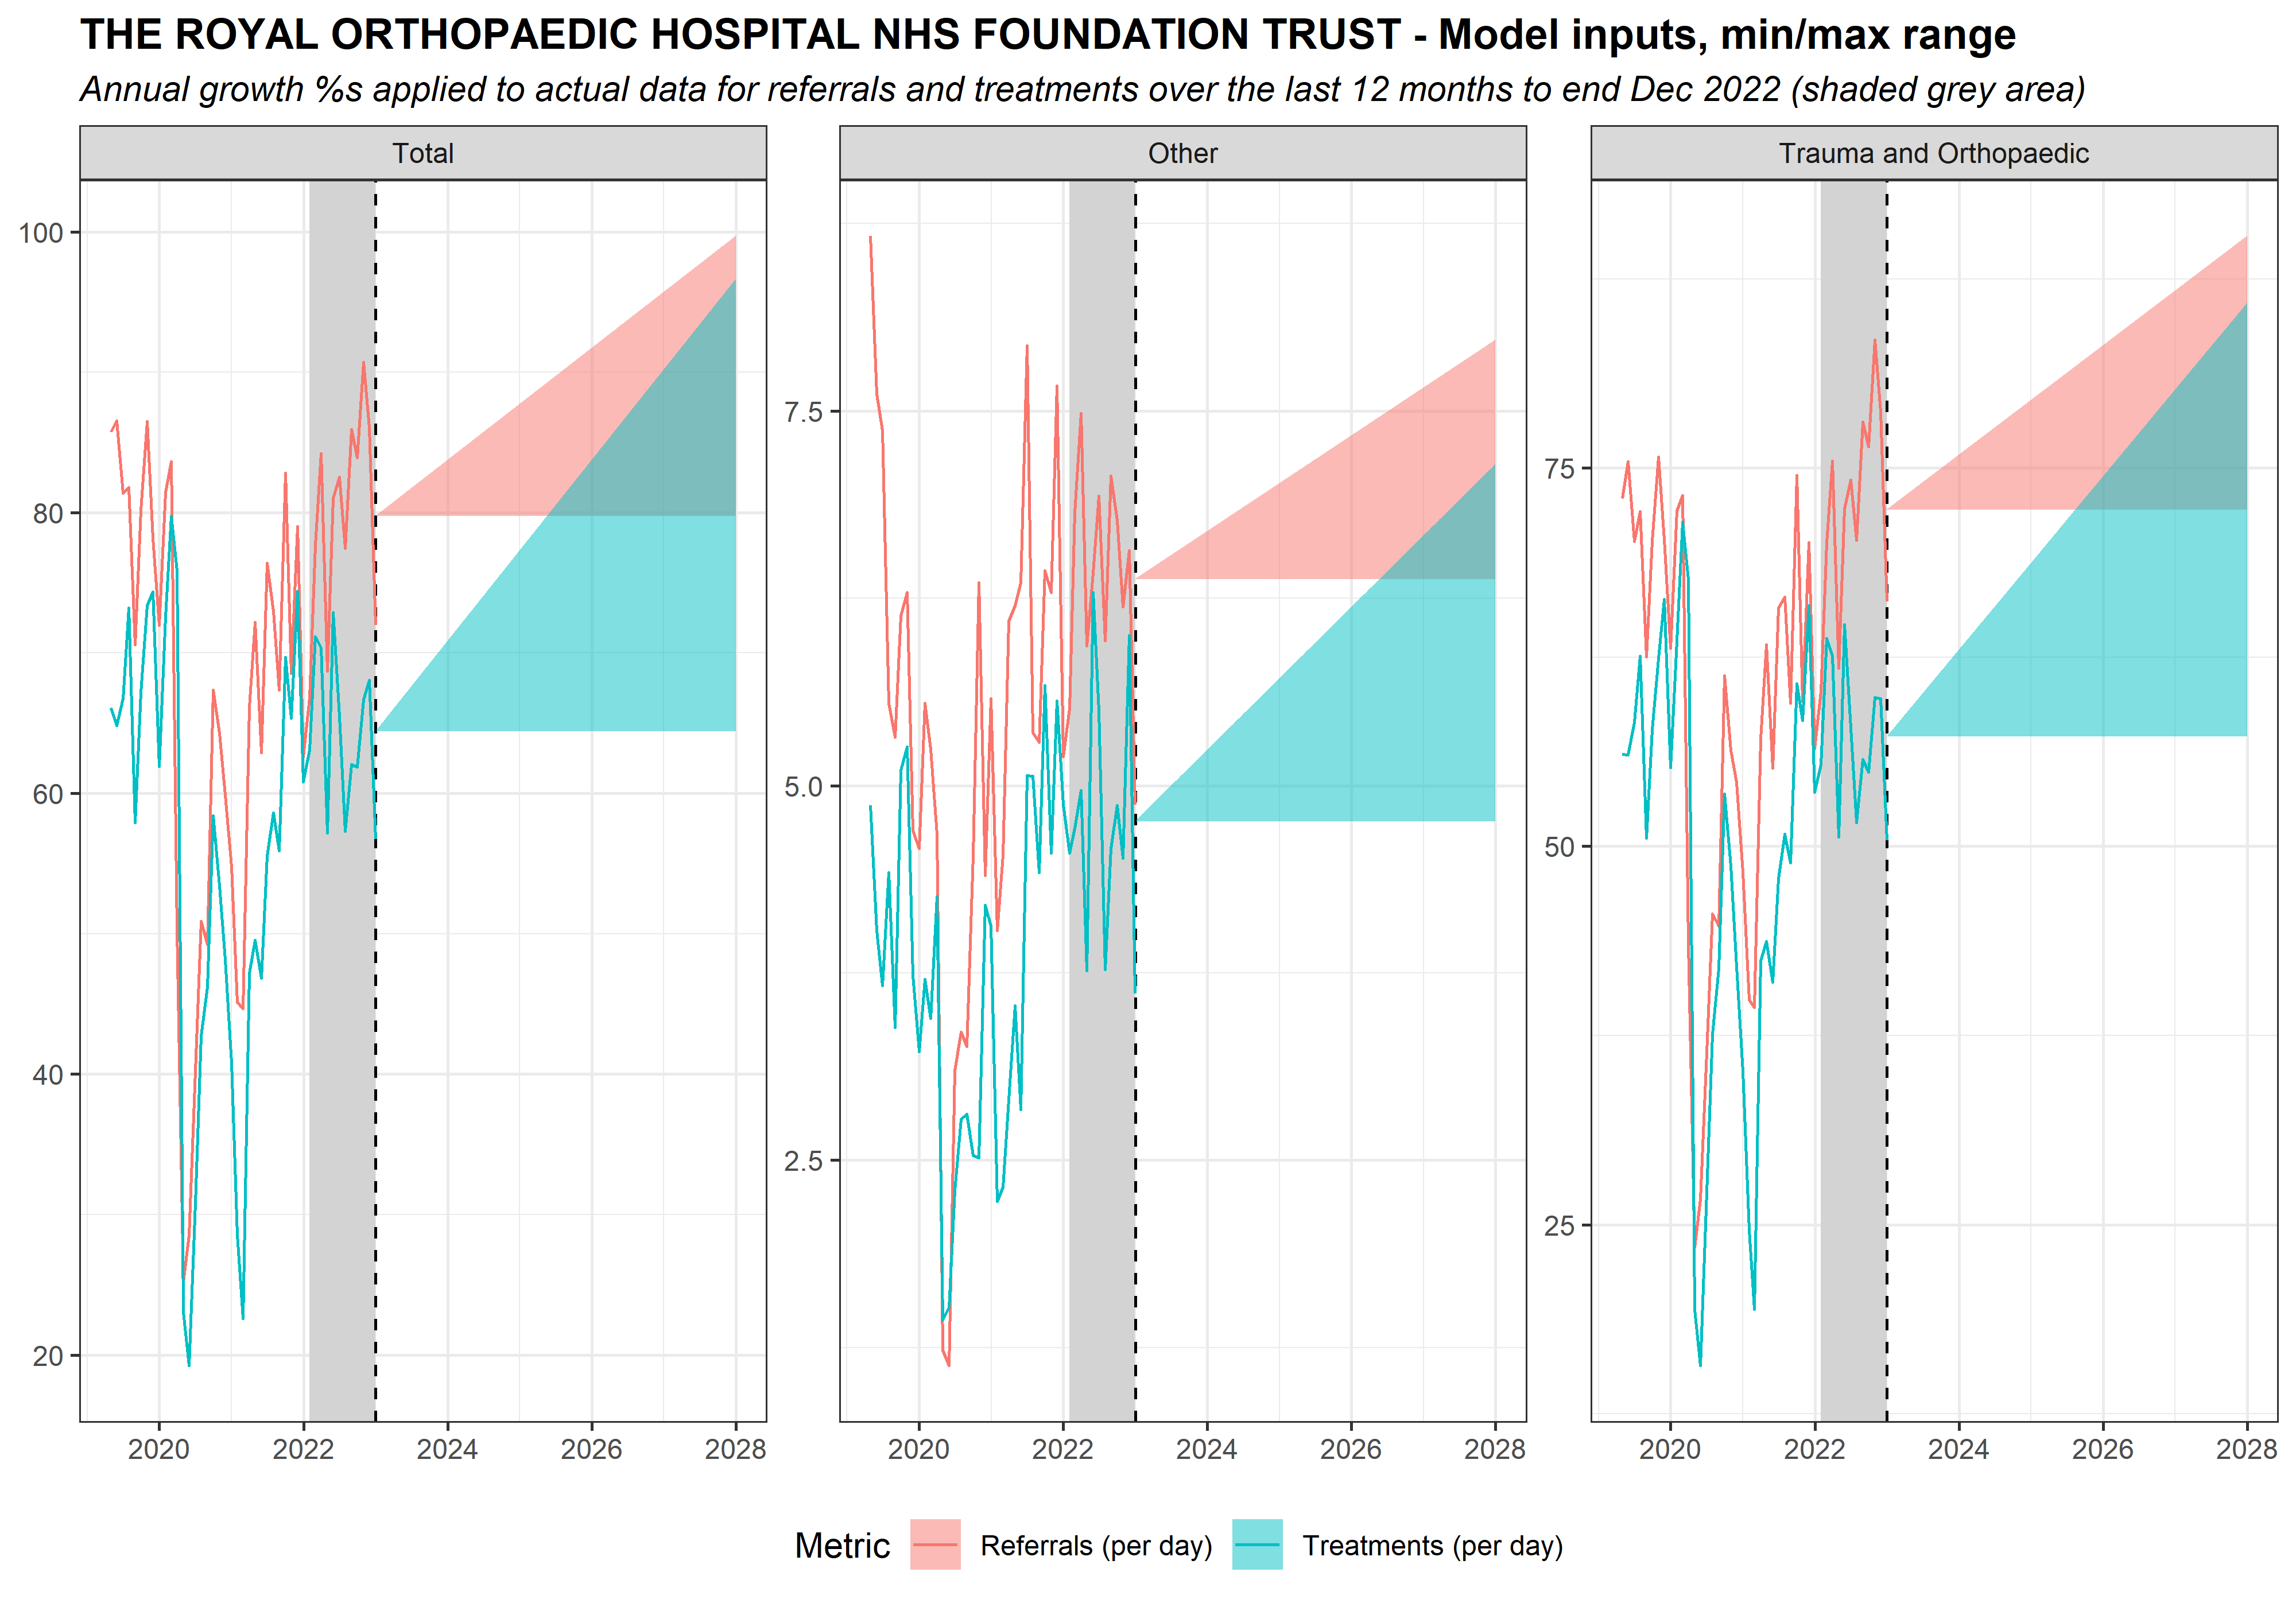 THE ROYAL ORTHOPAEDIC HOSPITAL NHS FOUNDATION TRUST - Model inputs, min/max range
Annual growth %s applied to actual data for referrals and treatments over the last 12 months to end Dec 2022 (shaded grey area)
Total
Other
Trauma and Orthopaedic
100
80
60
40
20
7.5
5.0
2.5
75
50
25
2020 2022 2024 2026 2028
2020 2022 2024 2026 2028
2020 2022 2024 2026 2028
Metric Referrals (per day) Treatments (per day)